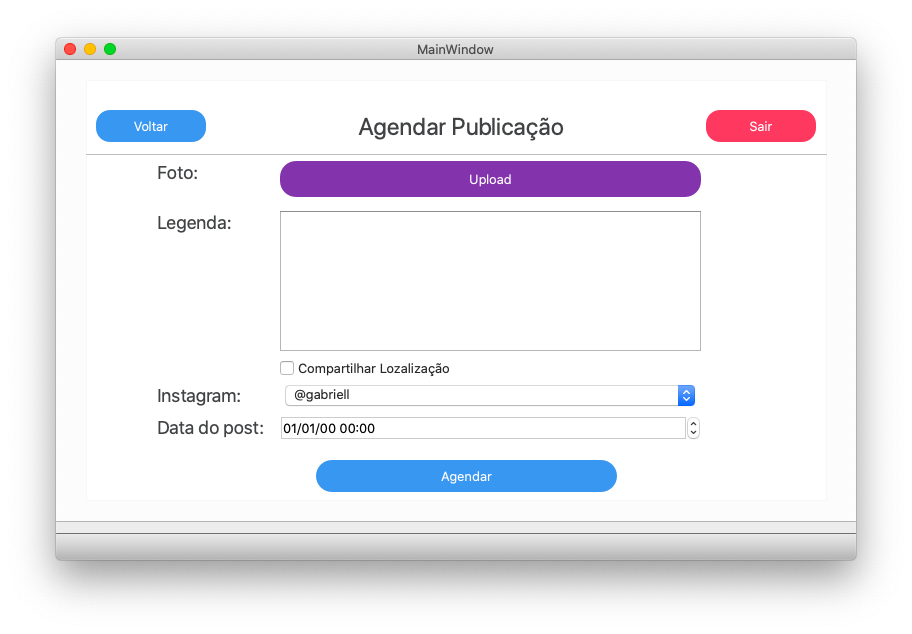 MainWindow
Voltar
Agendar Publicação
Sair
Foto:
Upload
Legenda:
Compartilhar Lozalização
Instagram:
@gabriell
Data do post:
01/01/00 00:00
Agendar